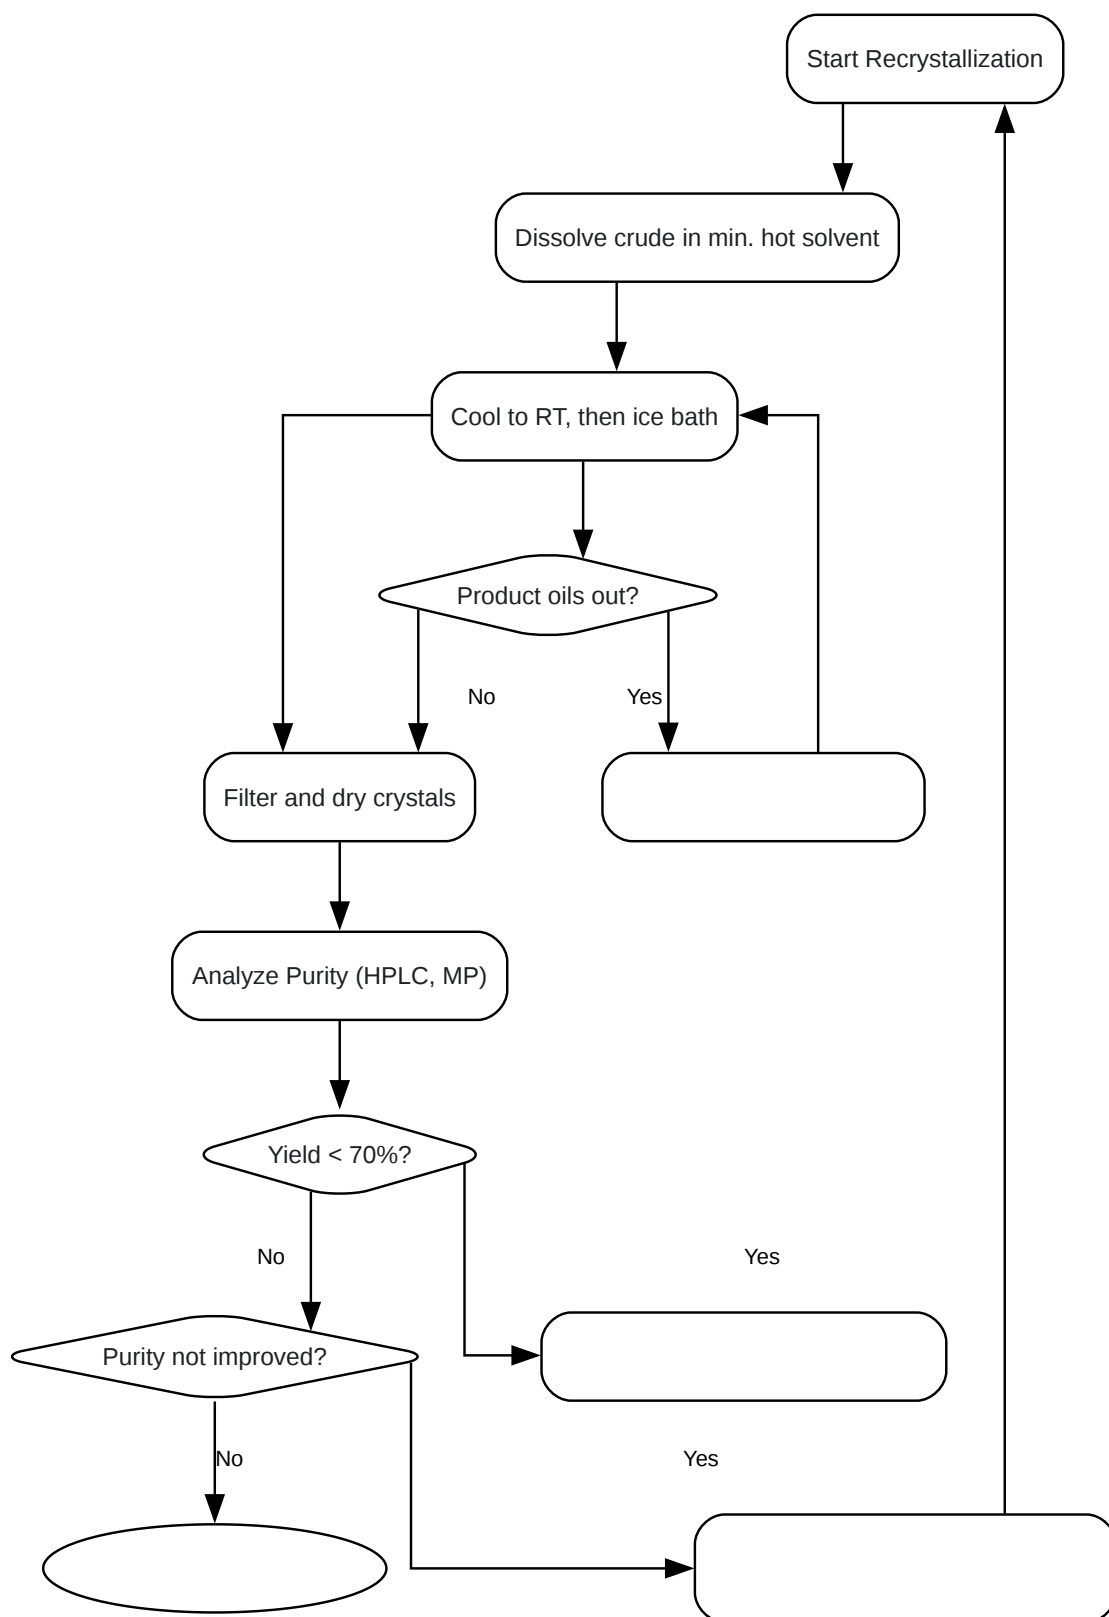 Start Recrystallization
Dissolve crude in min. hot solvent
Cool to RT, then ice bath
Product oils out?
No
Yes
Filter and dry crystals
Analyze Purity (HPLC, MP)
Yield < 70%?
No
Yes
Purity not improved?
No
Yes